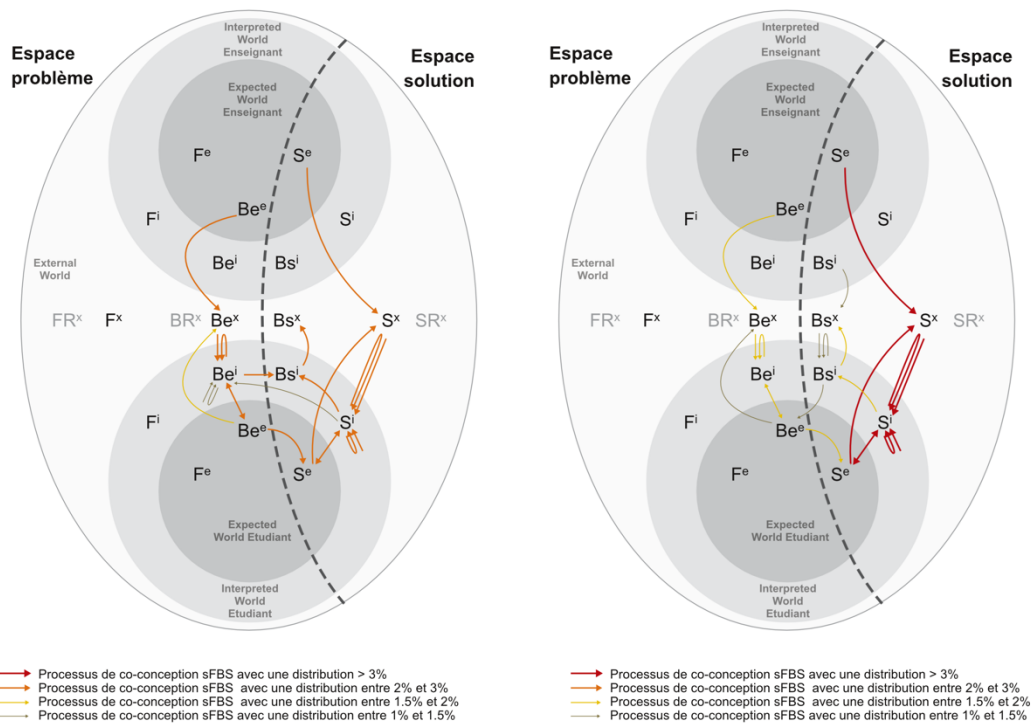 Interpreted
World
Enseignant
Espace
problème
Espace
solution
Expected
World
Enseignant
Fᵉ
Sᵉ
Beᵉ
Fⁱ
Sⁱ
External
World
Beⁱ
Bsⁱ
FRˣ
Fˣ
BRˣ
Beˣ
Bsˣ
Sˣ
SRˣ
Beⁱ
Bsⁱ
Fⁱ
Beᵉ
Sⁱ
Fᵉ
Sᵉ
Expected
World Etudiant
Interpreted
World
Etudiant
Processus de co-conception sFBS avec une distribution > 3%
Processus de co-conception sFBS avec une distribution entre 2% et 3%
Processus de co-conception sFBS avec une distribution entre 1.5% et 2%
Processus de co-conception sFBS avec une distribution entre 1% et 1.5%
Interpreted
World
Enseignant
Espace
problème
Espace
solution
Expected
World
Enseignant
Fᵉ
Sᵉ
Beᵉ
Fⁱ
Sⁱ
External
World
Beⁱ
Bsⁱ
FRˣ
Fˣ
BRˣ
Beˣ
Bsˣ
Sˣ
SRˣ
Beⁱ
Bsⁱ
Fⁱ
Beᵉ
Sⁱ
Fᵉ
Sᵉ
Expected
World Etudiant
Interpreted
World
Etudiant
Processus de co-conception sFBS avec une distribution > 3%
Processus de co-conception sFBS avec une distribution entre 2% et 3%
Processus de co-conception sFBS avec une distribution entre 1.5% et 2%
Processus de co-conception sFBS avec une distribution entre 1% et 1.5%